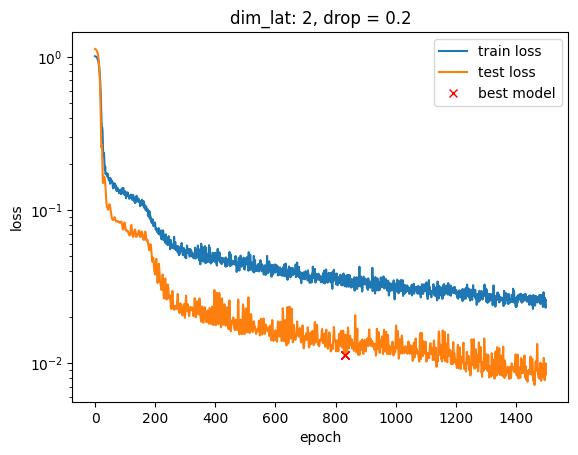 dim_lat: 2, drop = 0.2
train loss
test loss
best model
loss
10⁰
10⁻¹
10⁻²
0 200 400 600 800 1000 1200 1400
epoch